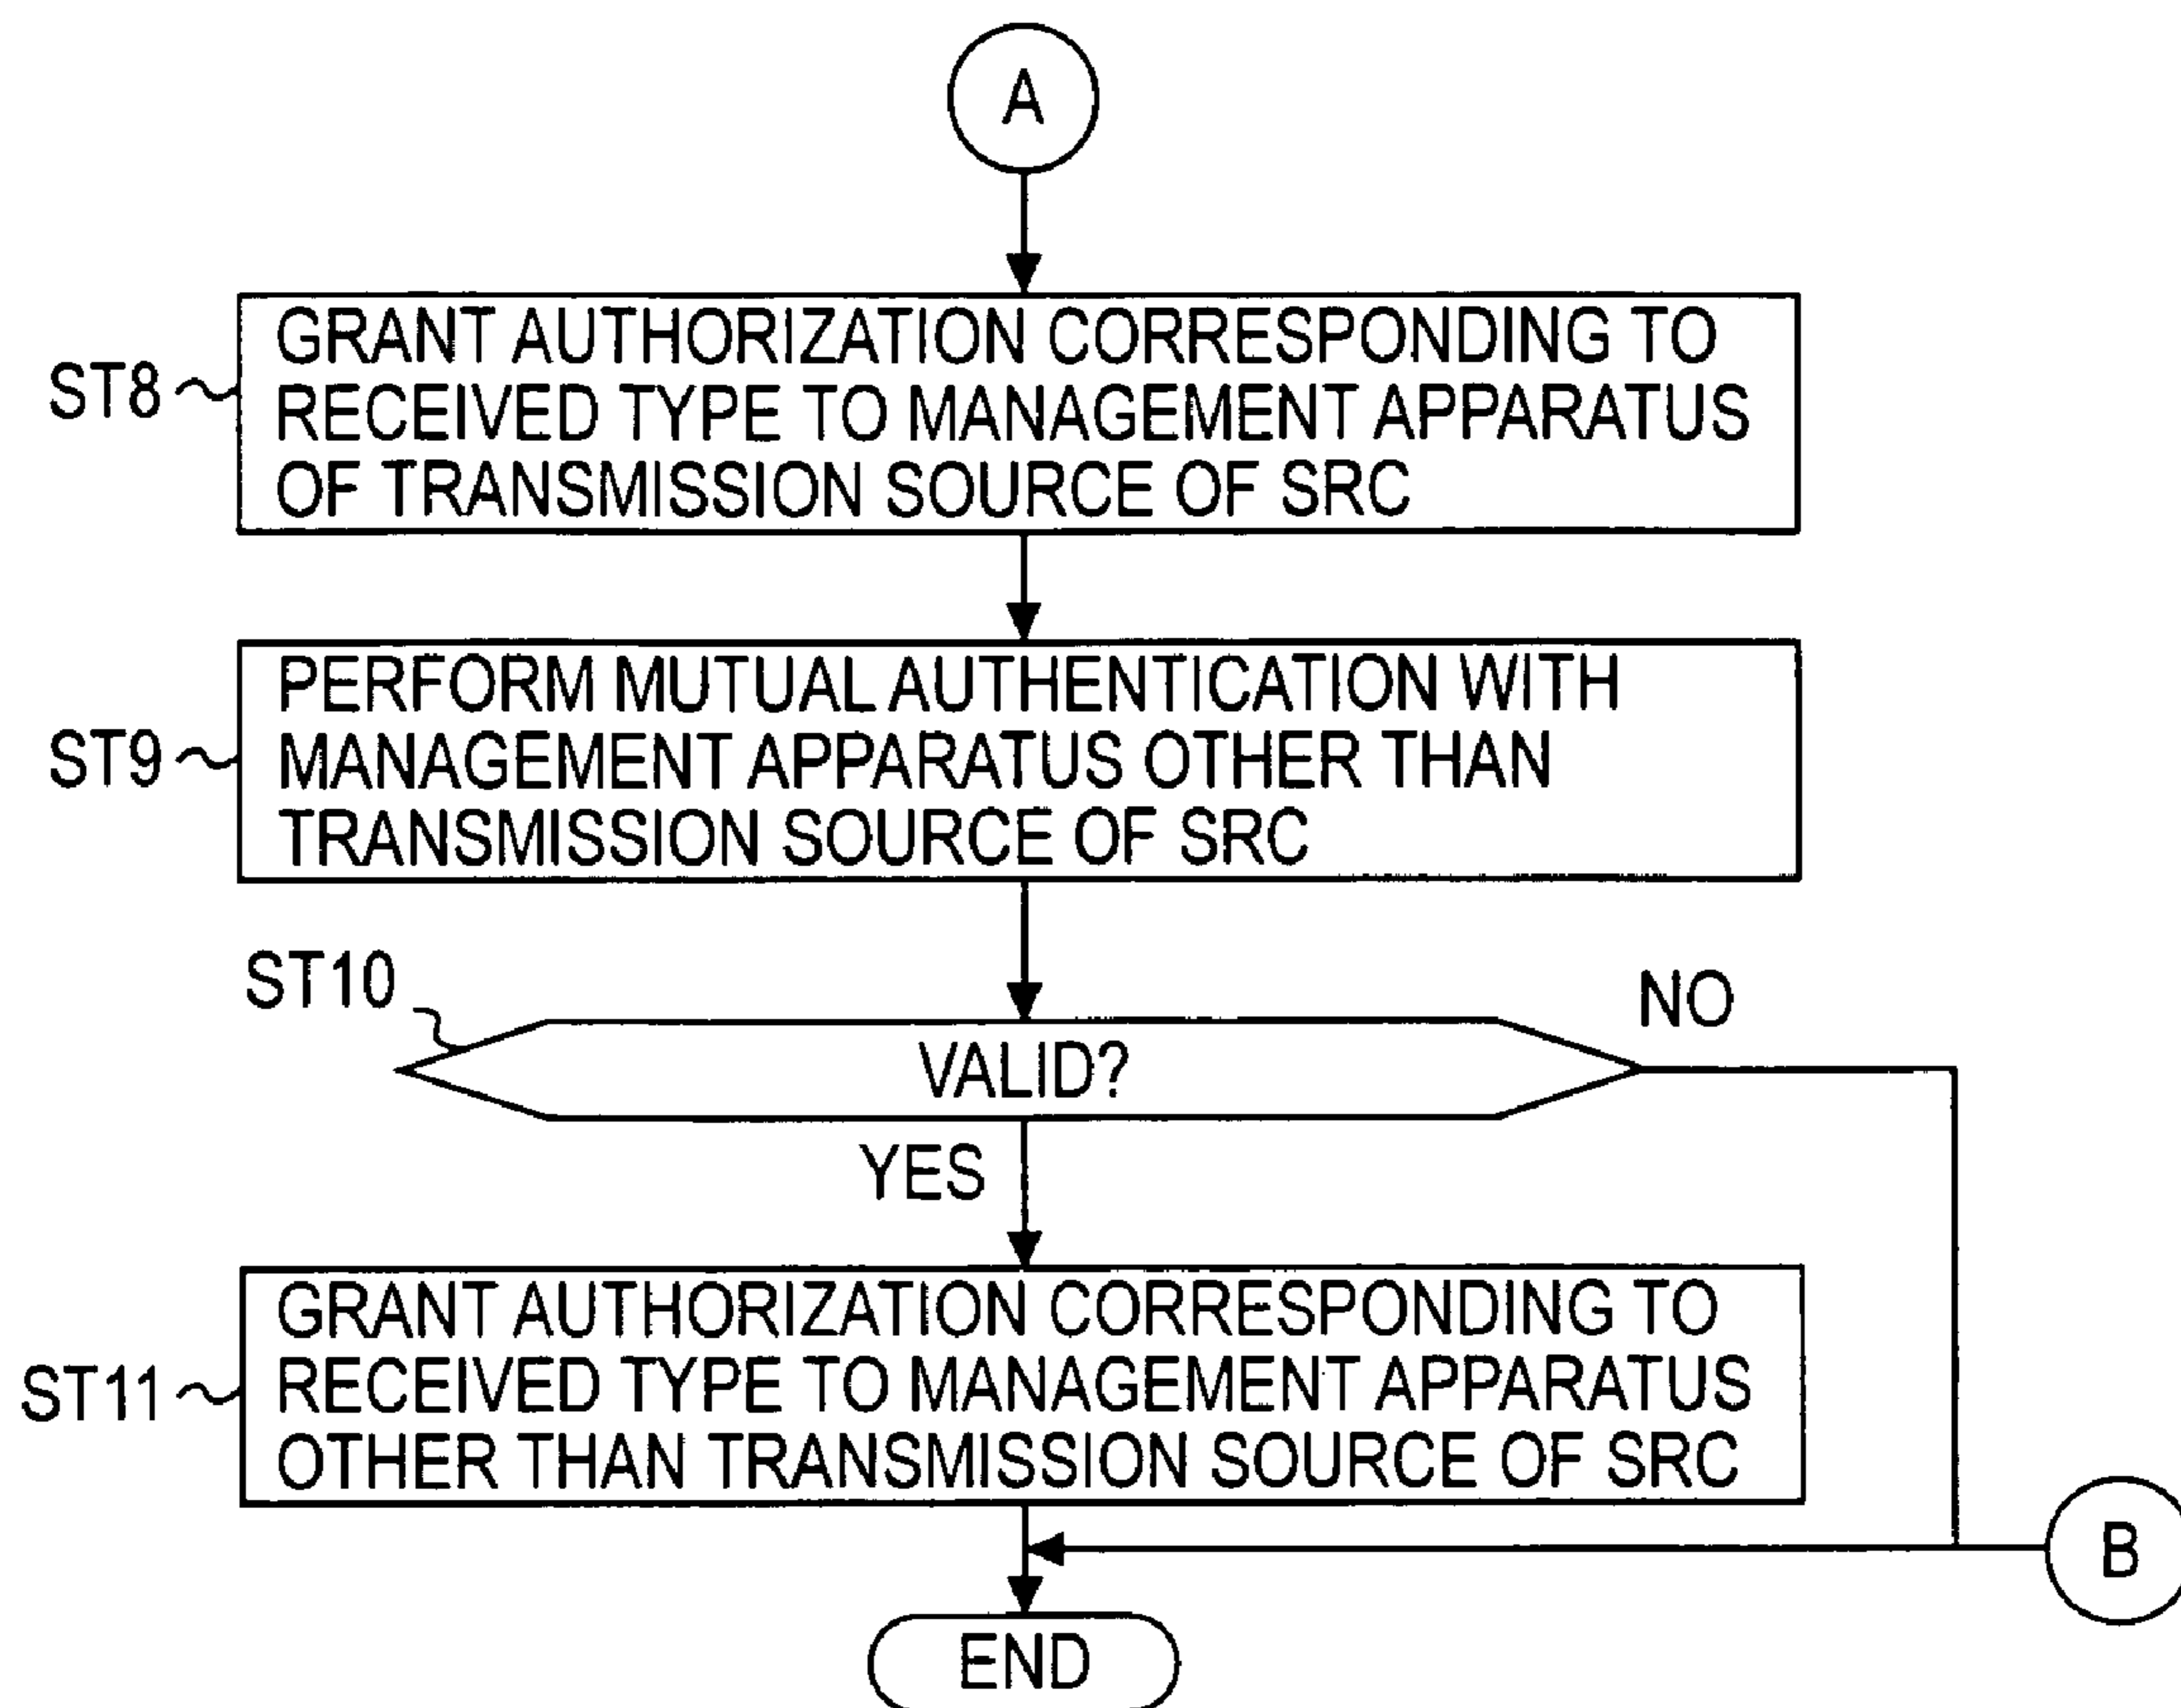 A
GRANT AUTHORIZATION CORRESPONDING TO
ST8 RECEIVED TYPE TO MANAGEMENT APPARATUS
OF TRANSMISSION SOURCE OF SRC
PERFORM MUTUAL AUTHENTICATION WITH
ST9 MANAGEMENT APPARATUS OTHER THAN
TRANSMISSION SOURCE OF SRC
ST10
NO
VALID?
YES
GRANT AUTHORIZATION CORRESPONDING TO
ST11 RECEIVED TYPE TO MANAGEMENT APPARATUS
OTHER THAN TRANSMISSION SOURCE OF SRC
B
END